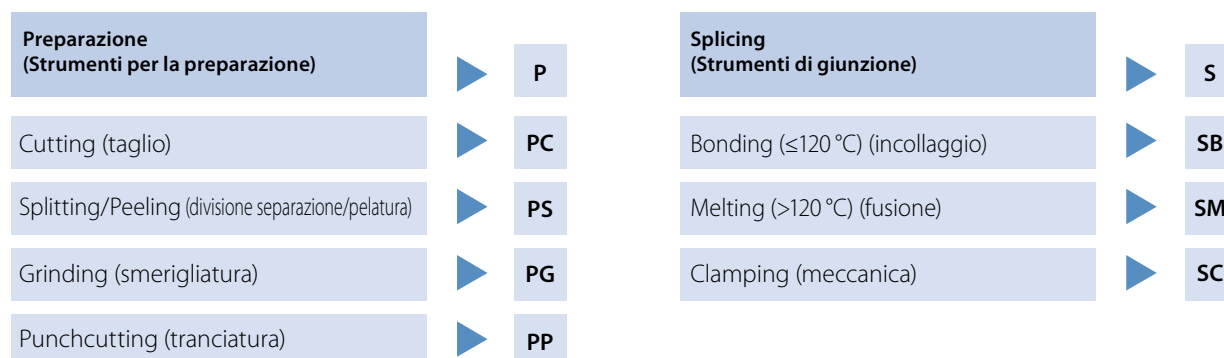 Preparazione
(Strumenti per la preparazione)
P
Cutting (taglio)
PC
Splitting/Peeling (divisione separazione/pelatura)
PS
Grinding (smerigliatura)
PG
Punchcutting (tranciatura)
PP
Splicing
(Strumenti di giunzione)
S
Bonding (≤120 °C) (incollaggio)
SB
Melting (>120 °C) (fusione)
SM
Clamping (meccanica)
SC